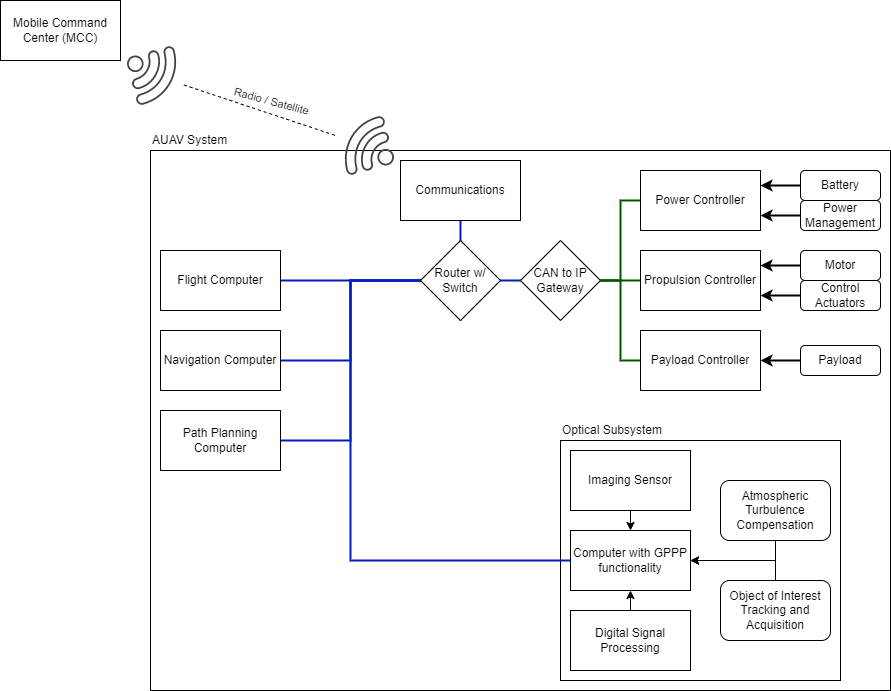 Mobile Command
Center (MCC)
Radio / Satellite
AUAV System
Communications
Power Controller
Battery
Power
Management
Flight Computer
Router w/
Switch
CAN to IP
Gateway
Propulsion Controller
Motor
Control
Actuators
Navigation Computer
Payload Controller
Payload
Path Planning
Computer
Optical Subsystem
Imaging Sensor
Atmospheric
Turbulence
Compensation
Computer with GPPP
functionality
Object of Interest
Tracking and
Acquisition
Digital Signal
Processing